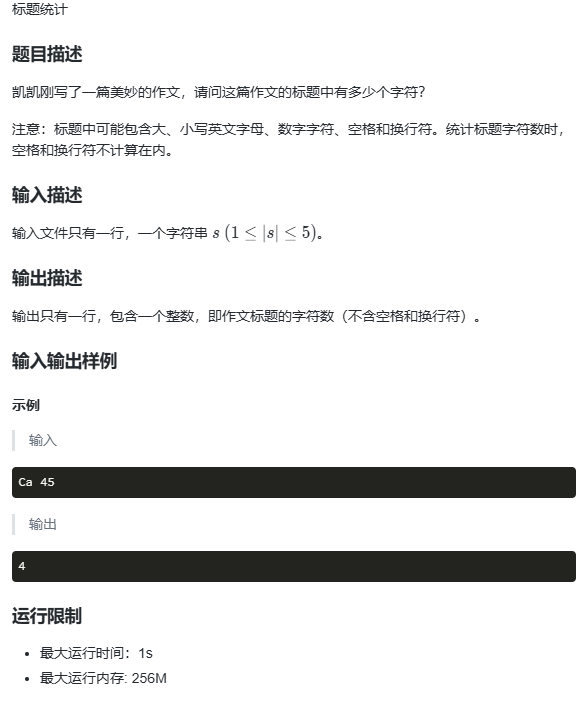 标题统计
题目描述
凯凯刚写了一篇美妙的作文，请问这篇作文的标题中有多少个字符？
注意：标题中可能包含大、小写英文字母、数字字符、空格和换行符。统计标题字符数时，
空格和换行符不计算在内。
输入描述
输入文件只有一行，一个字符串 s (1 ≤ |s| ≤ 5)。
输出描述
输出只有一行，包含一个整数，即作文标题的字符数（不含空格和换行符）。
输入输出样例
示例
输入
Ca 45
输出
4
运行限制
• 最大运行时间：1s
• 最大运行内存: 256M